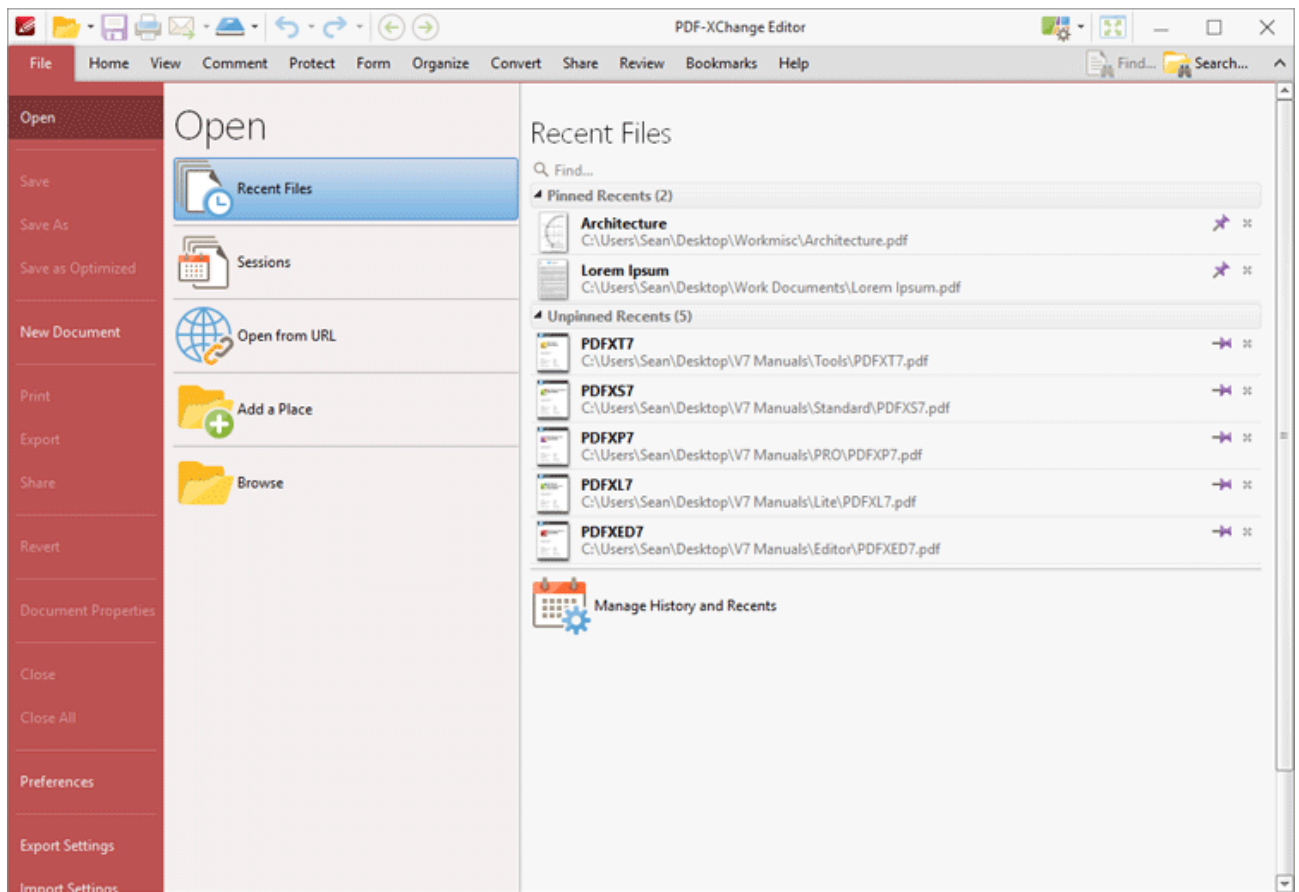 PDF-XChange Editor
File Home View Comment Protect Form Organize Convert Share Review Bookmarks Help Find... Search...
Open
Save
Save As
Save as Optimized
New Document
Print
Export
Share
Revert
Document Properties
Close
Close All
Preferences
Export Settings
Import Settings
Open
Recent Files
Sessions
Open from URL
Add a Place
Browse
Recent Files
Find...
Pinned Recents (2)
Architecture
C:\Users\Sean\Desktop\Workmisc\Architecture.pdf
Lorem Ipsum
C:\Users\Sean\Desktop\Work Documents\Lorem Ipsum.pdf
Unpinned Recents (5)
PDFXT7
C:\Users\Sean\Desktop\V7 Manuals\Tools\PDFXT7.pdf
PDFXS7
C:\Users\Sean\Desktop\V7 Manuals\Standard\PDFXS7.pdf
PDFXP7
C:\Users\Sean\Desktop\V7 Manuals\PRO\PDFXP7.pdf
PDFXL7
C:\Users\Sean\Desktop\V7 Manuals\Lite\PDFXL7.pdf
PDFXED7
C:\Users\Sean\Desktop\V7 Manuals\Editor\PDFXED7.pdf
Manage History and Recents